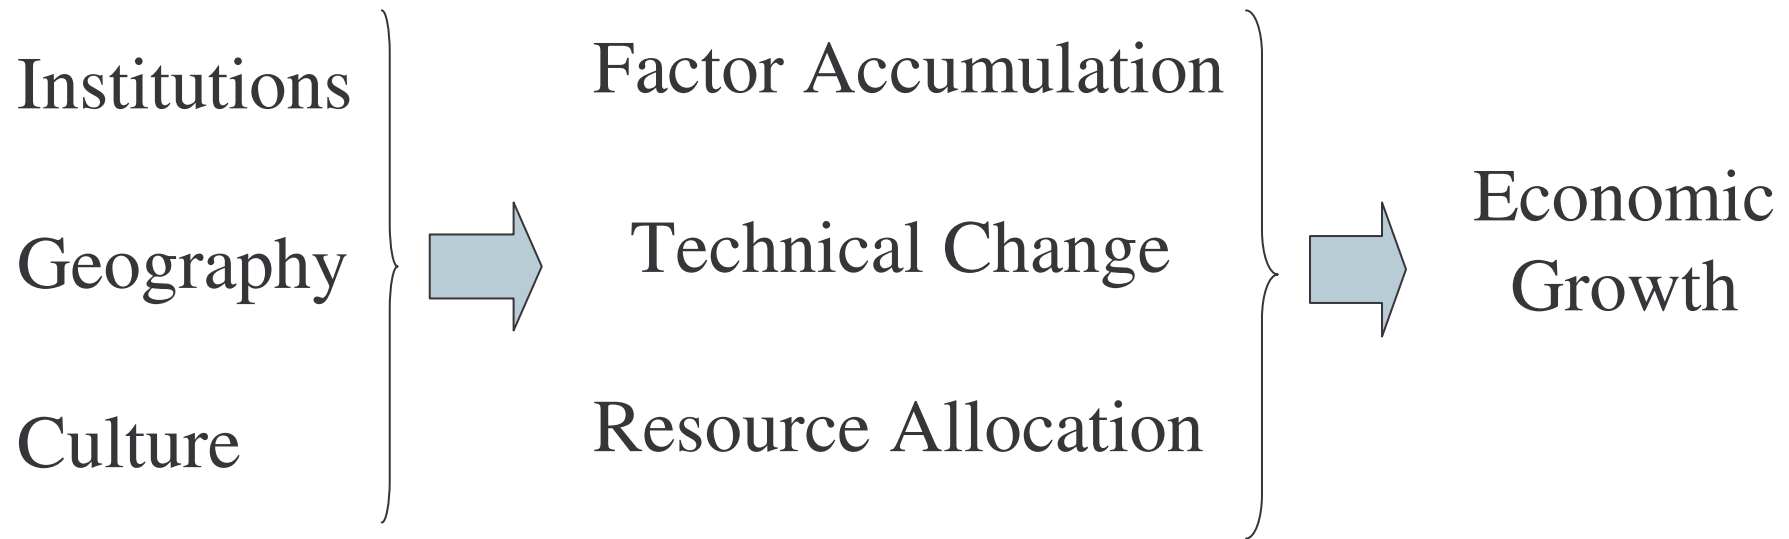 Institutions
Geography
Culture
Factor Accumulation
Technical Change
Resource Allocation
Economic
Growth